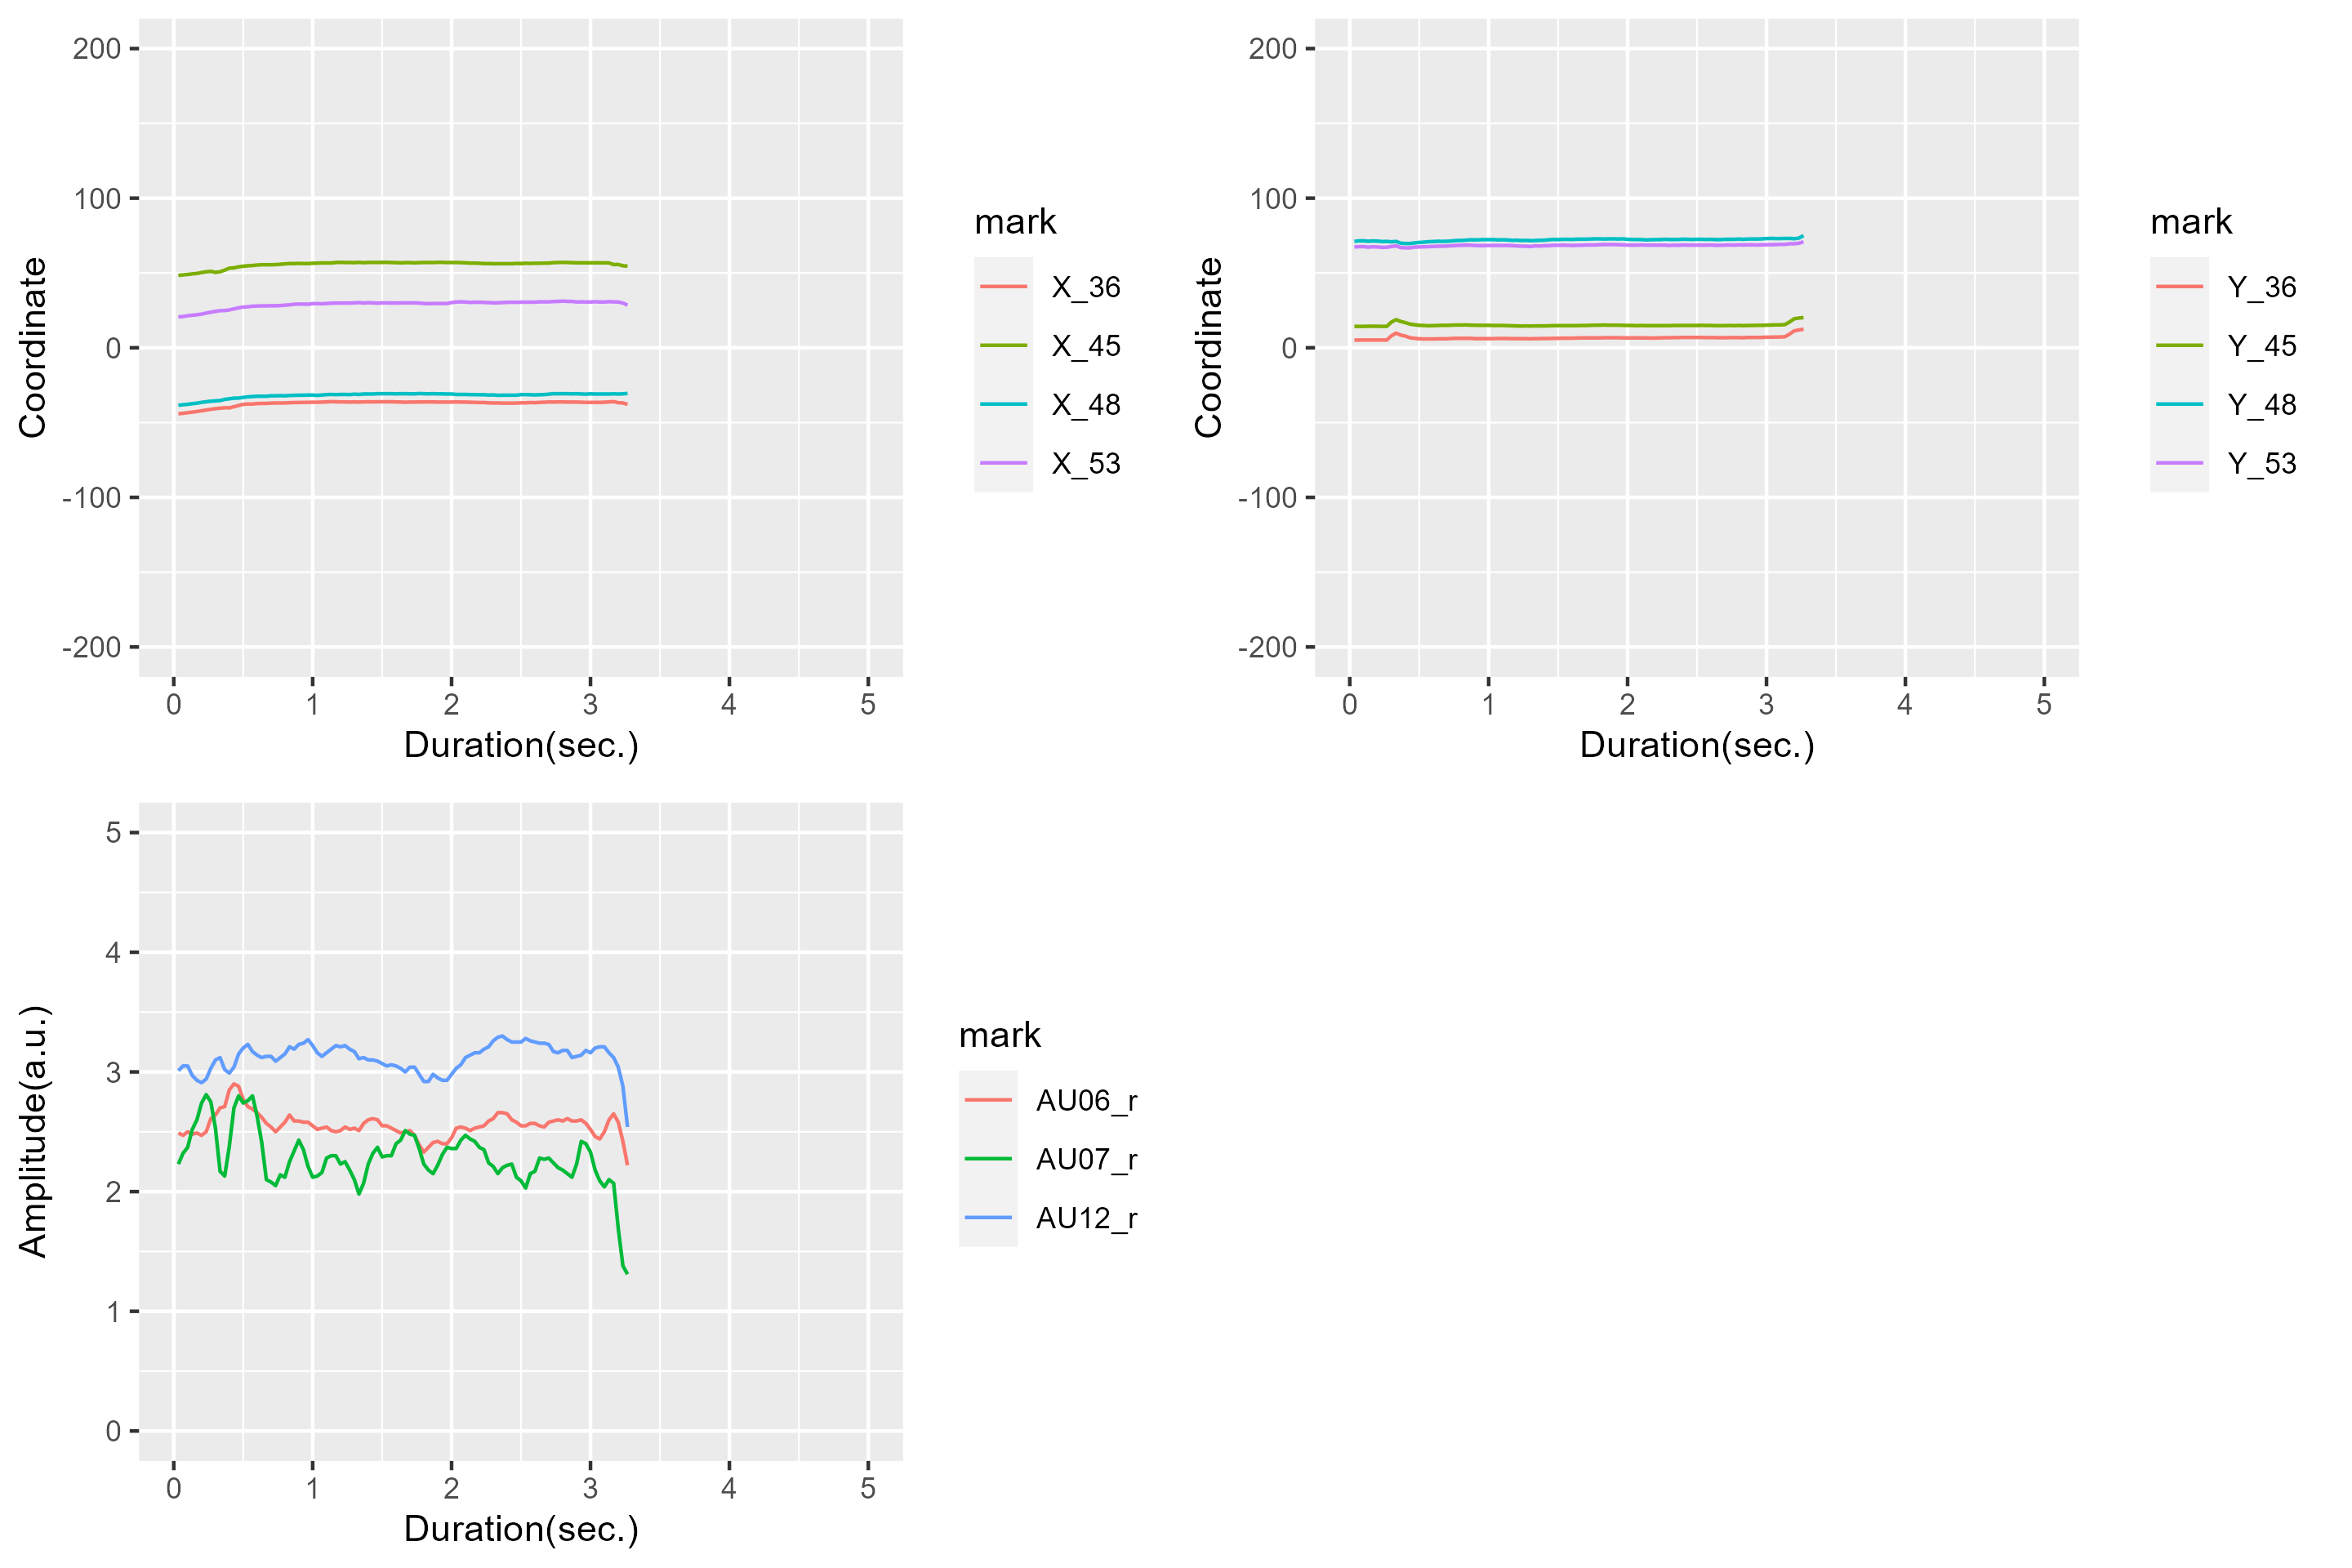 200
100
0
-100
-200
Coordinate
0 1 2 3 4 5
Duration(sec.)
mark
X_36
X_45
X_48
X_53
200
100
0
-100
-200
Coordinate
0 1 2 3 4 5
Duration(sec.)
mark
Y_36
Y_45
Y_48
Y_53
5
4
3
2
1
0
Amplitude(a.u.)
0 1 2 3 4 5
Duration(sec.)
mark
AU06_r
AU07_r
AU12_r